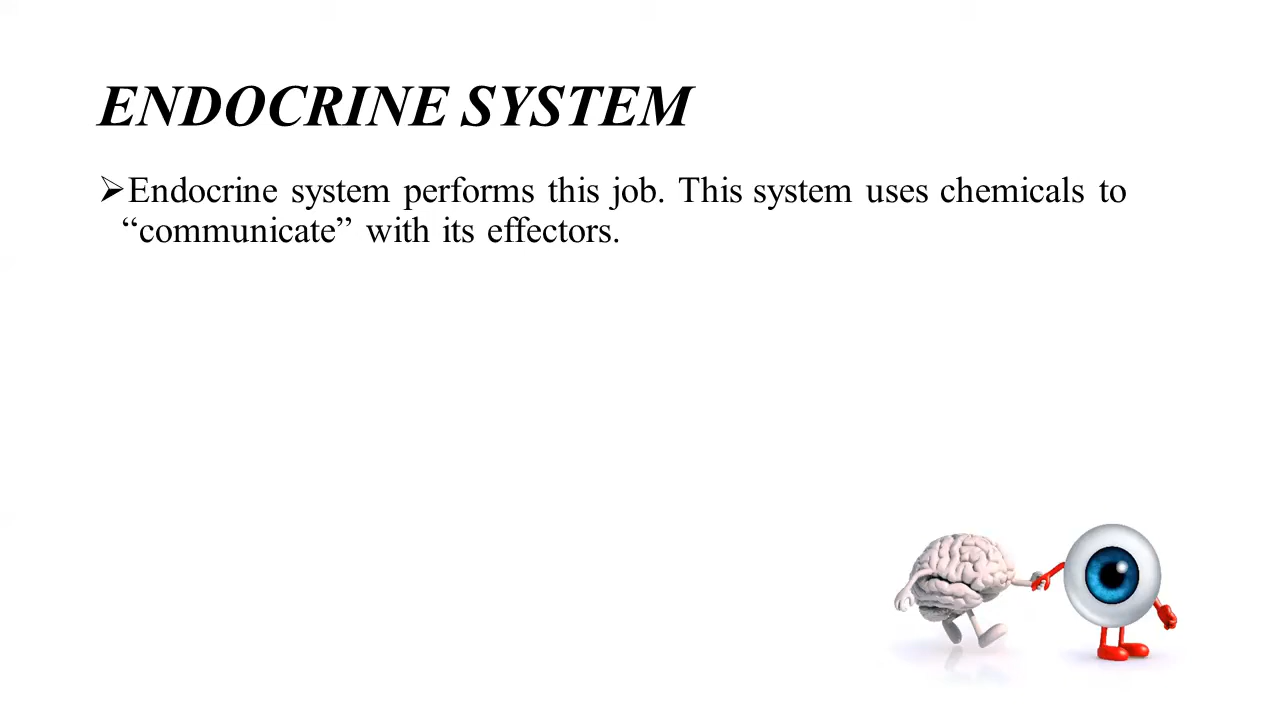 ENDOCRINE SYSTEM
➢Endocrine system performs this job. This system uses chemicals to
“communicate” with its effectors.